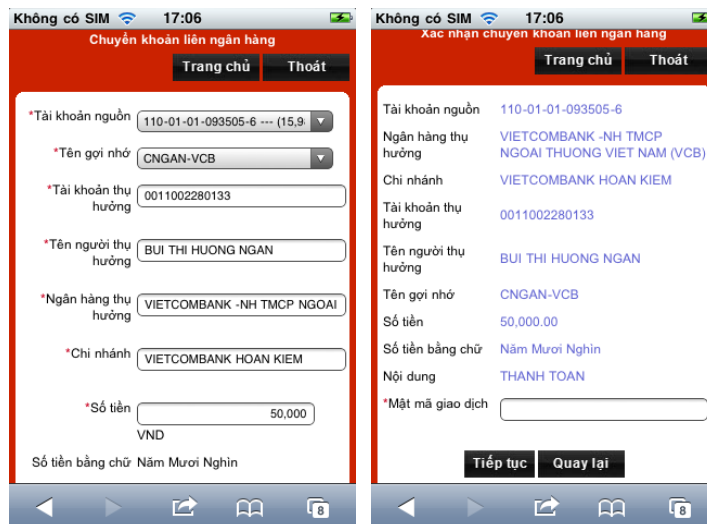 Không có SIM 17:06
Chuyển khoản liên ngân hàng
Trang chủ Thoát
*Tài khoản nguồn 110-01-01-093505-6 --- (15,9
*Tên gợi nhớ CNGAN-VCB
*Tài khoản thụ
hưởng 0011002280133
*Tên người thụ
hưởng BUI THI HUONG NGAN
*Ngân hàng thụ
hưởng VIETCOMBANK -NH TMCP NGOAI
*Chi nhánh VIETCOMBANK HOAN KIEM
*Số tiền 50,000
VND
Số tiền bằng chữ Năm Mươi Nghìn
8
Không có SIM 17:06
Xác nhận chuyển khoản liên ngân hàng
Trang chủ Thoát
Tài khoản nguồn 110-01-01-093505-6
Ngân hàng thụ VIETCOMBANK -NH TMCP
hưởng NGOAI THUONG VIET NAM (VCB)
Chi nhánh VIETCOMBANK HOAN KIEM
Tài khoản thụ
hưởng 0011002280133
Tên người thụ
hưởng BUI THI HUONG NGAN
Tên gợi nhớ CNGAN-VCB
Số tiền 50,000.00
Số tiền bằng chữ Năm Mươi Nghìn
Nội dung THANH TOAN
*Mật mã giao dịch
Tiếp tục Quay lại
8